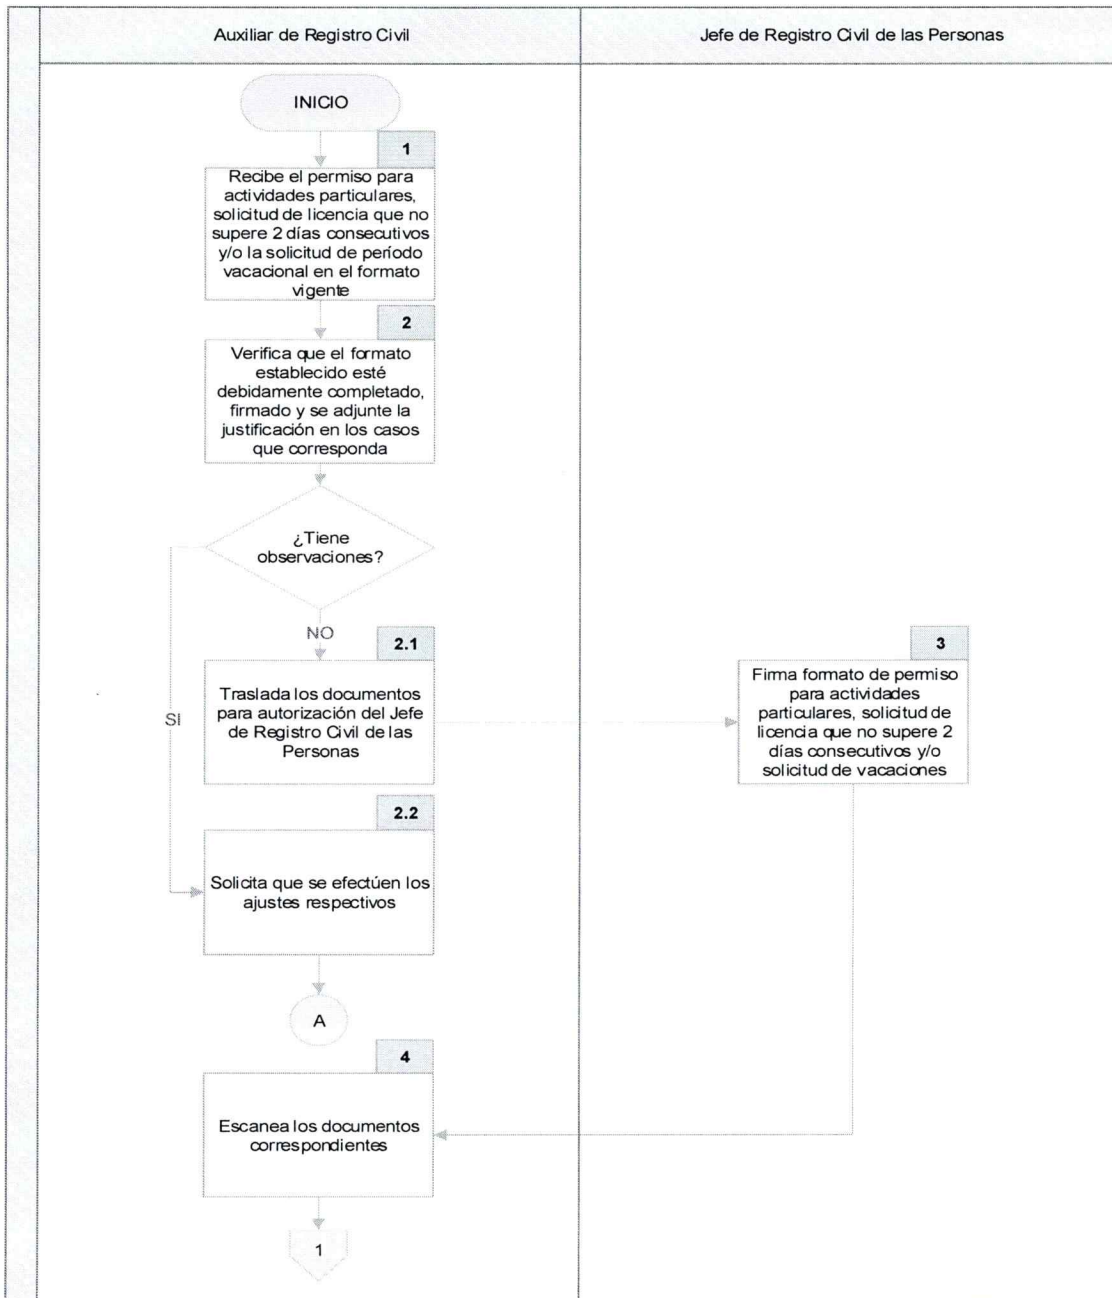 Auxiliar de Registro Civil
Jefe de Registro Civil de las Personas
INICIO
1
Recibe el permiso para
actividades particulares,
solicitud de licencia que no
supere 2 días consecutivos
y/o la solicitud de período
vacacional en el formato
vigente
2
Verifica que el formato
establecido esté
debidamente completado,
firmado y se adjunte la
justificación en los casos
que corresponda
¿Tiene
observaciones?
NO
SI
2.1
Traslada los documentos
para autorización del Jefe
de Registro Civil de las
Personas
3
Firma formato de permiso
para actividades
particulares, solicitud de
licencia que no supere 2
días consecutivos y/o
solicitud de vacaciones
2.2
Solicita que se efectúen los
ajustes respectivos
A
4
Escanea los documentos
correspondientes
1